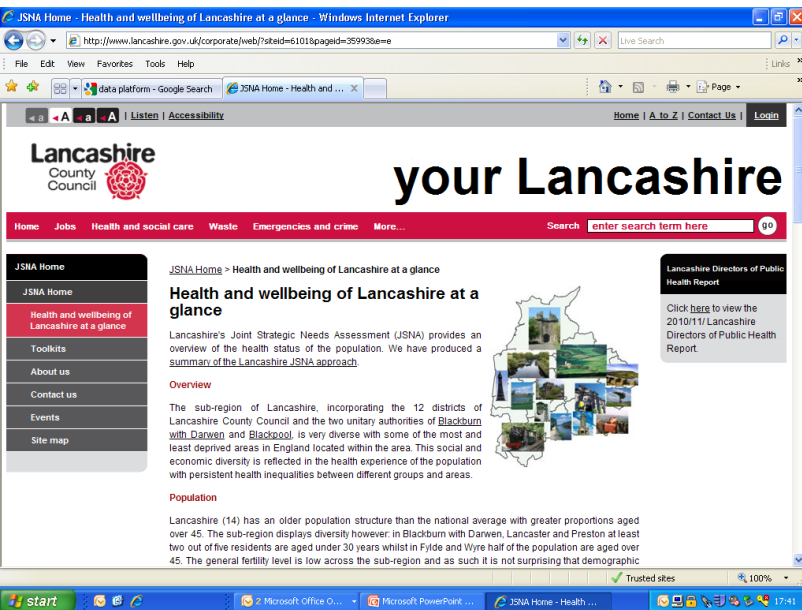 JSNA Home - Health and wellbeing of Lancashire at a glance - Windows Internet Explorer
http://www.lancashire.gov.uk/corporate/web/?siteid=6101&pageid=35993&e=e
Live Search
File Edit View Favorites Tools Help
Links
data platform - Google Search
JSNA Home - Health and ...
Page
a A a A | Listen | Accessibility
Home | A to Z | Contact Us | Login
Lancashire
County
Council
your Lancashire
Home Jobs Health and social care Waste Emergencies and crime More...
Search enter search term here go
JSNA Home
JSNA Home
Health and wellbeing of
Lancashire at a glance
Toolkits
About us
Contact us
Events
Site map
JSNA Home > Health and wellbeing of Lancashire at a glance
Health and wellbeing of Lancashire at a
glance
Lancashire's Joint Strategic Needs Assessment (JSNA) provides an
overview of the health status of the population. We have produced a
summary of the Lancashire JSNA approach.
Overview
The sub-region of Lancashire, incorporating the 12 districts of
Lancashire County Council and the two unitary authorities of Blackburn
with Darwen and Blackpool, is very diverse with some of the most and
least deprived areas in England located within the area. This social and
economic diversity is reflected in the health experience of the population
with persistent health inequalities between different groups and areas.
Population
Lancashire (14) has an older population structure than the national average with greater proportions aged
over 45. The sub-region displays diversity however: in Blackburn with Darwen, Lancaster and Preston at least
two out of five residents are aged under 30 years whilst in Fylde and Wyre half of the population are aged over
45. The general fertility level is low across the sub-region and as such it is not surprising that demographic
Lancashire Directors of Public
Health Report
Click here to view the
2010/11/ Lancashire
Directors of Public Health
Report.
Trusted sites
100%
start
2 Microsoft Office O...
Microsoft PowerPoint ...
JSNA Home - Health ...
17:41